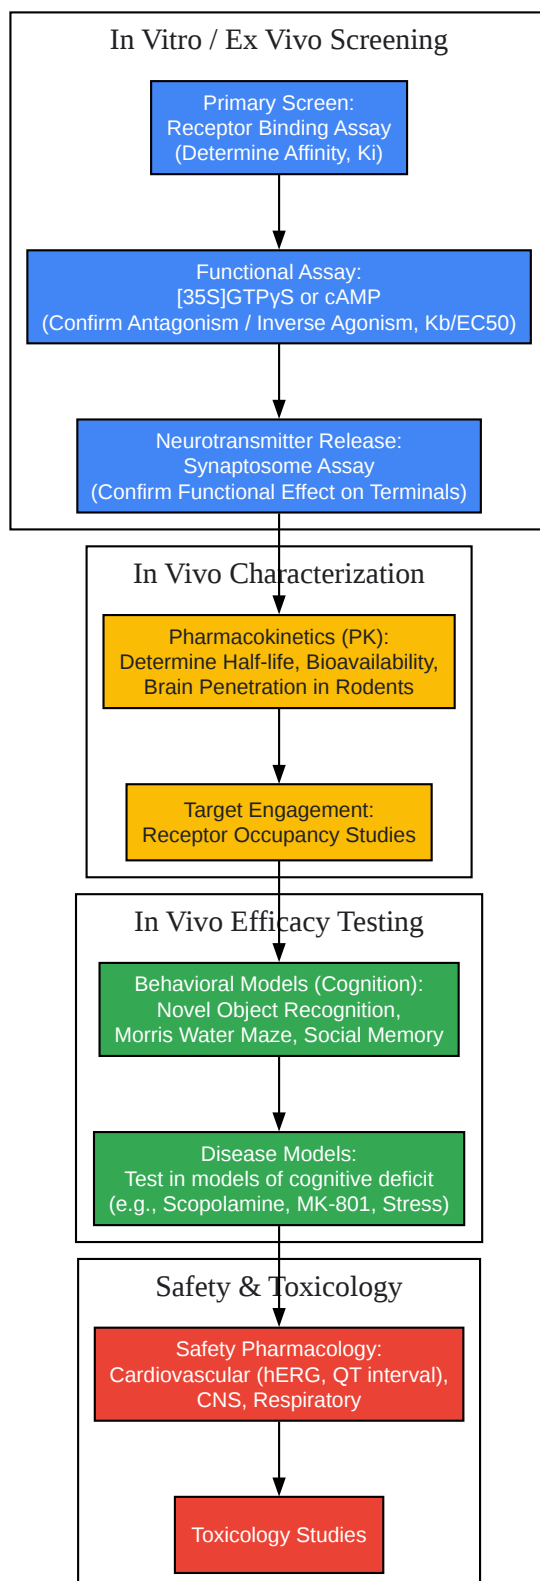 In Vitro / Ex Vivo Screening
Primary Screen:
Receptor Binding Assay
(Determine Affinity, Ki)
Functional Assay:
[35S]GTPγS or cAMP
(Confirm Antagonism / Inverse Agonism, Kb/EC50)
Neurotransmitter Release:
Synaptosome Assay
(Confirm Functional Effect on Terminals)
In Vivo Characterization
Pharmacokinetics (PK):
Determine Half-life, Bioavailability,
Brain Penetration in Rodents
Target Engagement:
Receptor Occupancy Studies
In Vivo Efficacy Testing
Behavioral Models (Cognition):
Novel Object Recognition,
Morris Water Maze, Social Memory
Disease Models:
Test in models of cognitive deficit
(e.g., Scopolamine, MK-801, Stress)
Safety & Toxicology
Safety Pharmacology:
Cardiovascular (hERG, QT interval),
CNS, Respiratory
Toxicology Studies